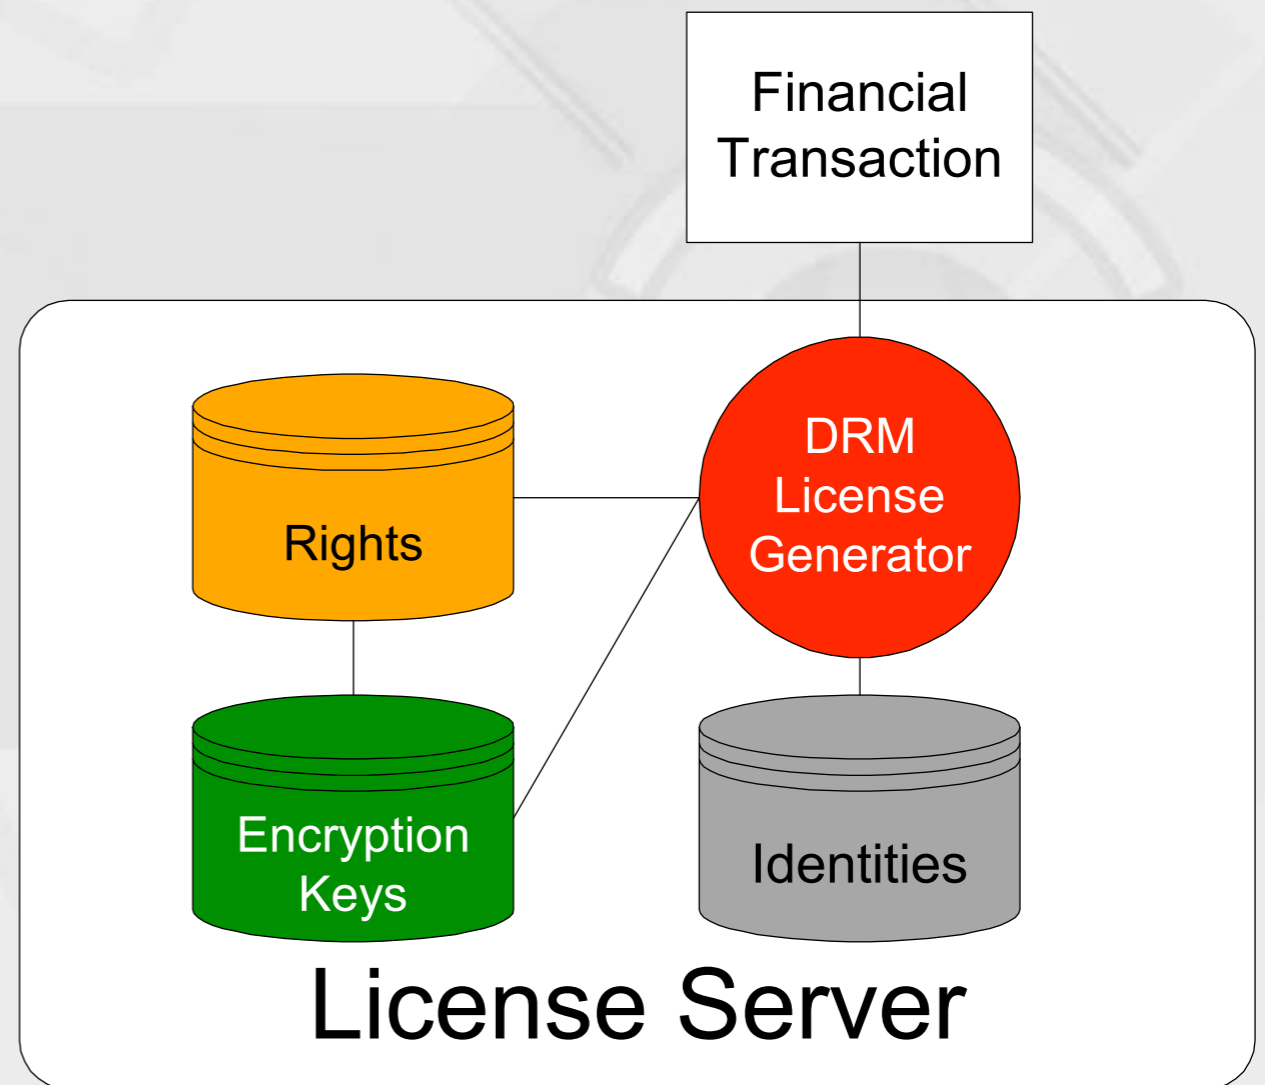 Financial
Transaction
DRM
License
Generator
Rights
Encryption
Keys
Identities
License Server